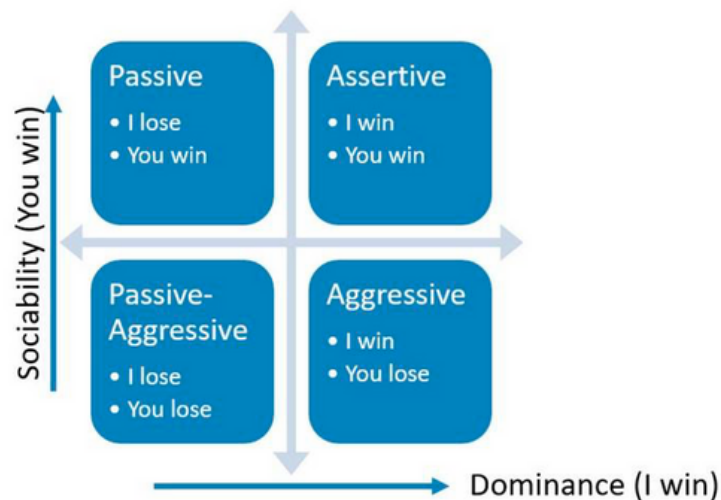 Sociability (You win)
Passive
• I lose
• You win
Assertive
• I win
• You win
Passive-
Aggressive
• I lose
• You lose
Aggressive
• I win
• You lose
Dominance (I win)